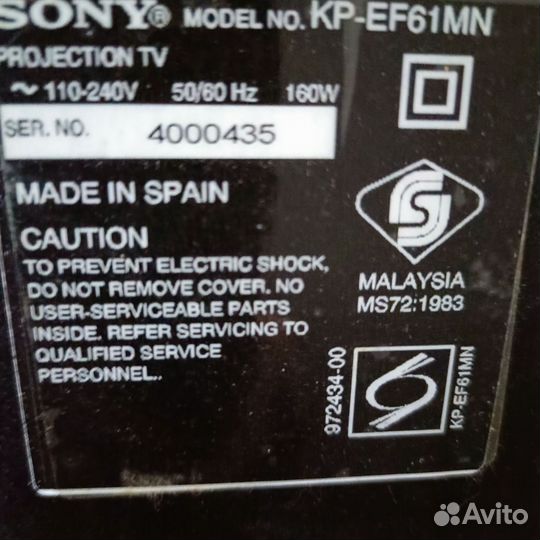 SONY® MODEL NO. KP-EF61MN
PROJECTION TV
~ 110-240V 50/60 Hz 160W
SER. NO. 4000435
MADE IN SPAIN
CAUTION
TO PREVENT ELECTRIC SHOCK,
DO NOT REMOVE COVER. NO
USER-SERVICEABLE PARTS
INSIDE. REFER SERVICING TO
QUALIFIED SERVICE
PERSONNEL.
S
MALAYSIA
MS72:1983
972434-00
KP-EF61MN
Avito